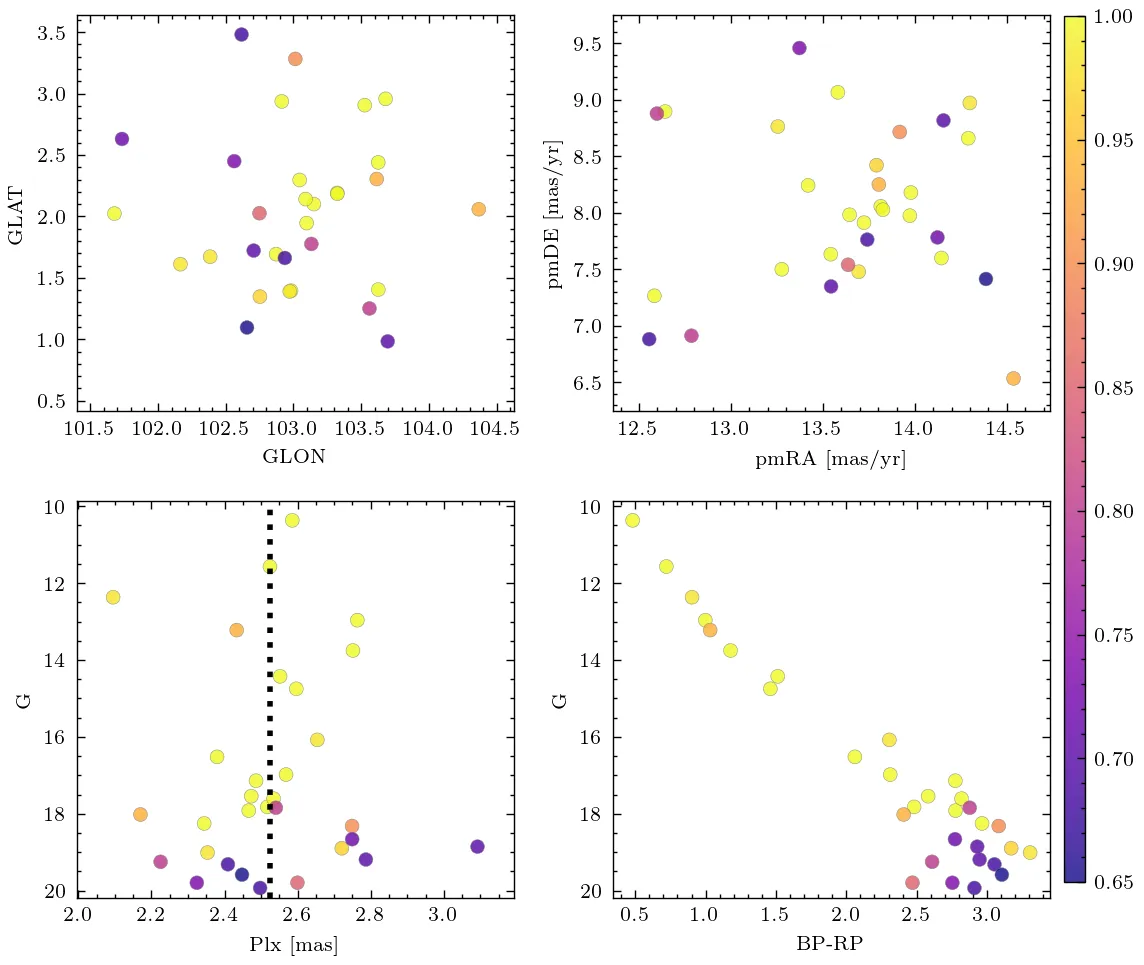 3.5
3.0
2.5
2.0
1.5
1.0
0.5
GLAT
101.5 102.0 102.5 103.0 103.5 104.0 104.5
GLON
9.5
9.0
8.5
8.0
7.5
7.0
6.5
pmDE [mas/yr]
12.5 13.0 13.5 14.0 14.5
pmRA [mas/yr]
10
12
14
16
18
20
G
2.0 2.2 2.4 2.6 2.8 3.0
Plx [mas]
10
12
14
16
18
20
G
0.5 1.0 1.5 2.0 2.5 3.0
BP-RP
1.00
0.95
0.90
0.85
0.80
0.75
0.70
0.65